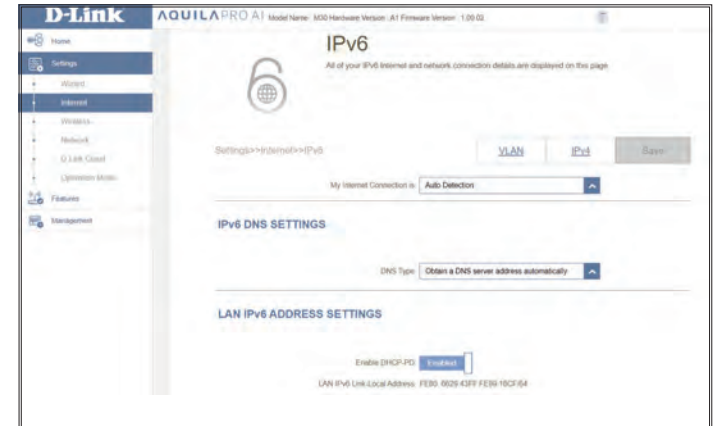 D-Link
AQUILA PRO AI Model Name: M30 Hardware Version: A1 Firmware Version: 1.00.02
Home
Settings
Wizard
Internet
Wireless
Network
D-Link Cloud
Operation Mode
Features
Management
IPv6
All of your IPv6 Internet and network connection details are displayed on this page.
Settings>>Internet>>IPv6
VLAN
IPv4
Save
My Internet Connection is Auto Detection
IPv6 DNS SETTINGS
DNS Type Obtain a DNS server address automatically
LAN IPv6 ADDRESS SETTINGS
Enable DHCP-PD Enabled
LAN IPv6 Link-Local Address